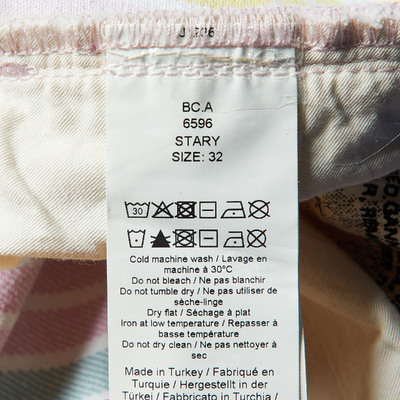 BC.A
6596
STARY
SIZE: 32
30
Cold machine wash / Lavage en
machine à 30°C
Do not bleach / Ne pas blanchir
Do not tumble dry / Ne pas utiliser de
sèche-linge
Dry flat / Séchage à plat
Iron at low temperature / Repasser à
basse température
Do not dry clean / Ne pas nettoyer à
sec
Made in Turkey / Fabriqué en
Turquie / Hergestellt in der
Türkei / Fabbricato in Turchia /